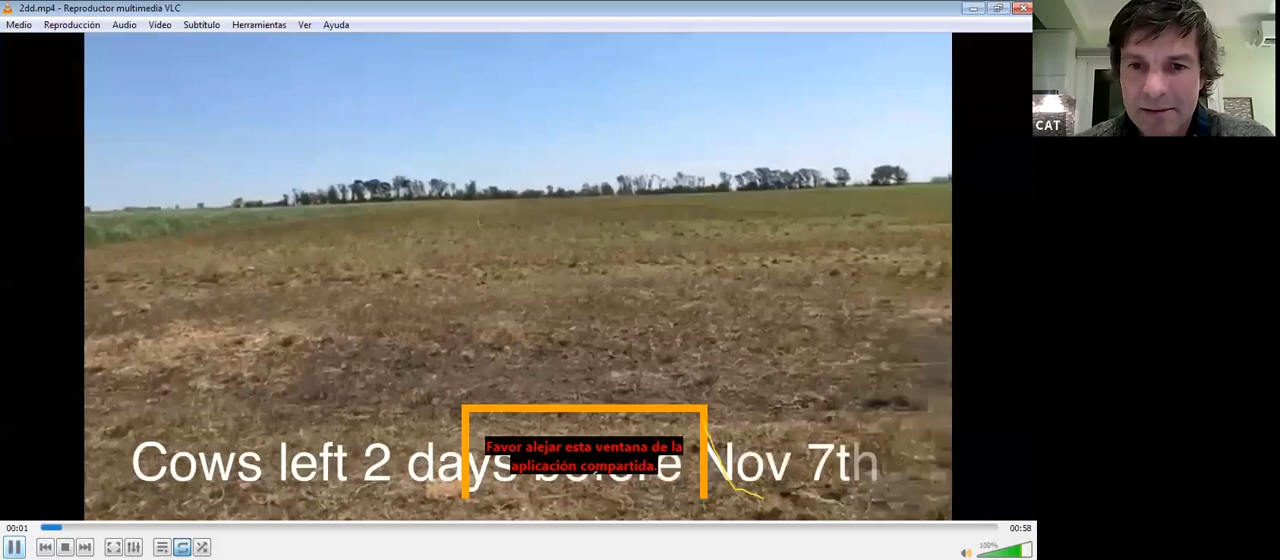 2dd.mp4 - Reproductor multimedia VLC
Medio Reproducción Audio Vídeo Subtítulo Herramientas Ver Ayuda
CAT
Favor alejar esta ventana de la
aplicación compartida.
Cows left 2 days before Nov 7th
00:01
00:58
100%